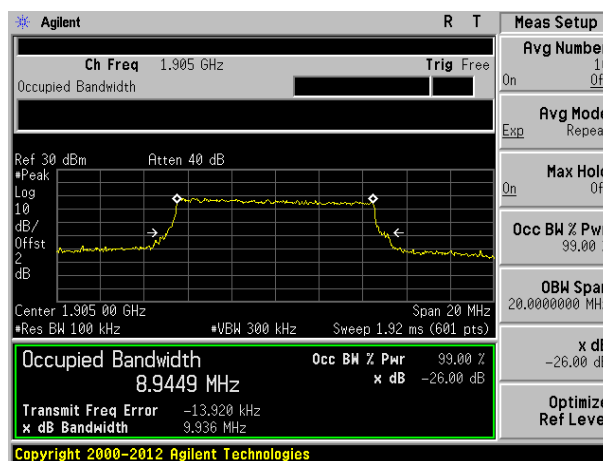 Agilent R T
Ch Freq 1.905 GHz Trig Free
Occupied Bandwidth
Ref 30 dBm Atten 40 dB
#Peak
Log
10
dB/
Offst
2
dB
Center 1.905 00 GHz Span 20 MHz
#Res BW 100 kHz #VBW 300 kHz Sweep 1.92 ms (601 pts)
Occupied Bandwidth
8.9449 MHz
Occ BW % Pwr 99.00 %
x dB -26.00 dB
Transmit Freq Error -13.920 kHz
x dB Bandwidth 9.936 MHz
Copyright 2000-2012 Agilent Technologies
Meas Setup
Avg Number
On
Avg Mode
Exp Repea
Max Hold
On
Occ BW % Pwr
99.00
OBW Span
20.0000000 MH
x dB
-26.00 dB
Optimize
Ref Level